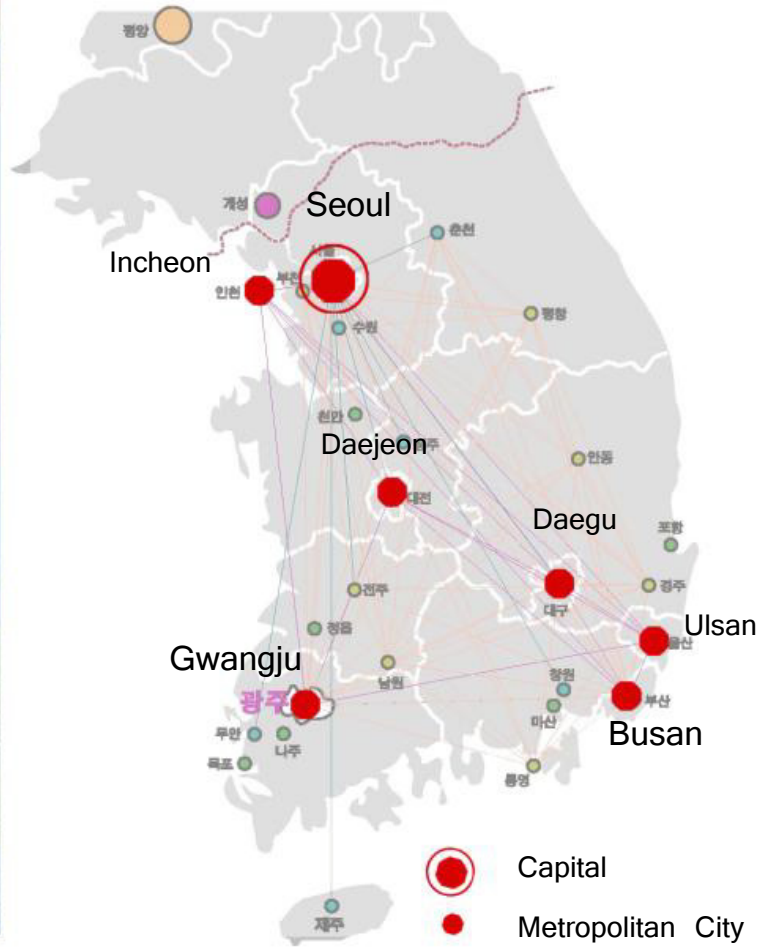 평양
개성
Seoul
춘천
Incheon
서울
부천
인천
평창
수원
천안
Daejeon
안동
대전
Daegu
포항
전주
경주
대구
정읍
Ulsan
울산
Gwangju
남원
창원
광주
부산
마산
무안
나주
Busan
목포
통영
Capital
제주
Metropolitan City